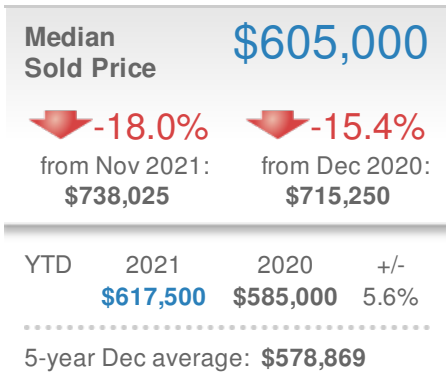 Median
Sold Price
$605,000
-18.0% -15.4%
from Nov 2021: from Dec 2020:
$738,025 $715,250
YTD 2021 2020 +/-
$617,500 $585,000 5.6%
5-year Dec average: $578,869